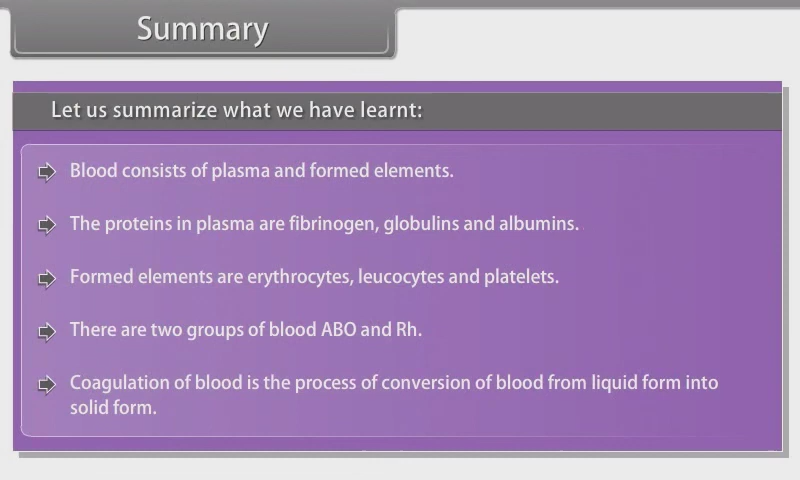 Summary
Let us summarize what we have learnt:
Blood consists of plasma and formed elements.
The proteins in plasma are fibrinogen, globulins and albumins.
Formed elements are erythrocytes, leucocytes and platelets.
There are two groups of blood ABO and Rh.
Coagulation of blood is the process of conversion of blood from liquid form into
solid form.